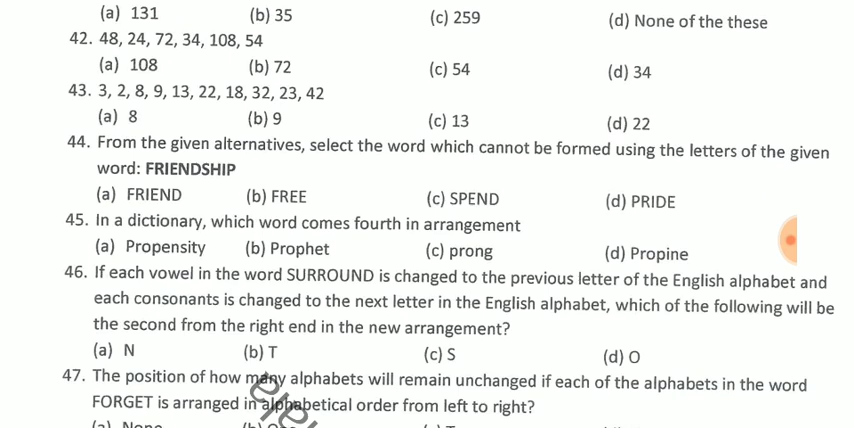 (a) 131 (b) 35 (c) 259 (d) None of the these
42. 48, 24, 72, 34, 108, 54
(a) 108 (b) 72 (c) 54 (d) 34
43. 3, 2, 8, 9, 13, 22, 18, 32, 23, 42
(a) 8 (b) 9 (c) 13 (d) 22
44. From the given alternatives, select the word which cannot be formed using the letters of the given
word: FRIENDSHIP
(a) FRIEND (b) FREE (c) SPEND (d) PRIDE
45. In a dictionary, which word comes fourth in arrangement
(a) Propensity (b) Prophet (c) prong (d) Propine
46. If each vowel in the word SURROUND is changed to the previous letter of the English alphabet and
each consonants is changed to the next letter in the English alphabet, which of the following will be
the second from the right end in the new arrangement?
(a) N (b) T (c) S (d) O
47. The position of how many alphabets will remain unchanged if each of the alphabets in the word
FORGET is arranged in alphabetical order from left to right?